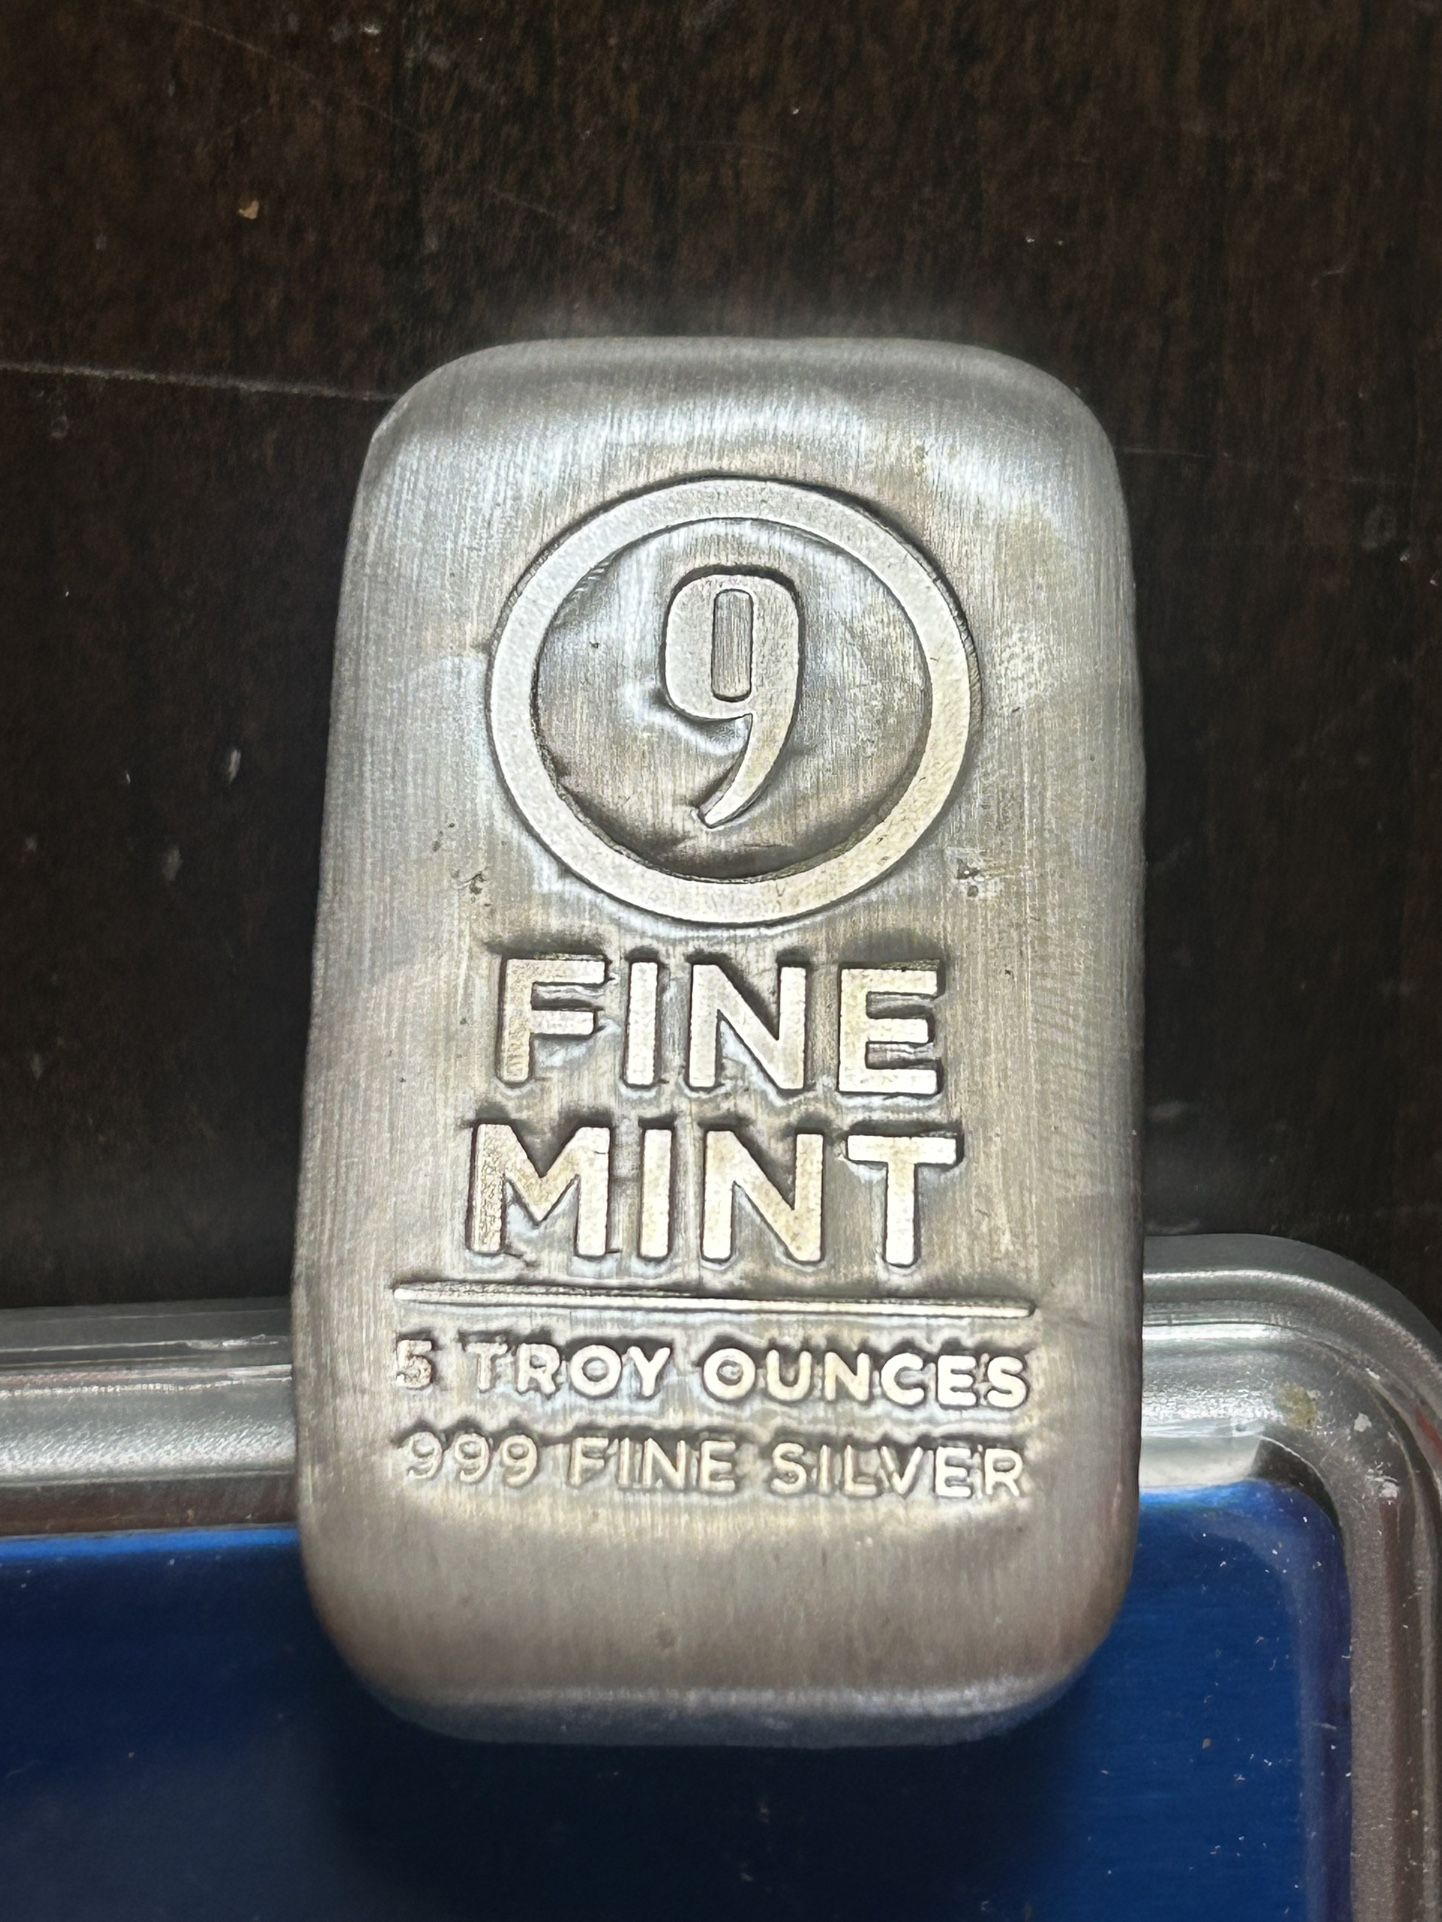 9
FINE
MINT
5 TROY OUNCES
999 FINE SILVER